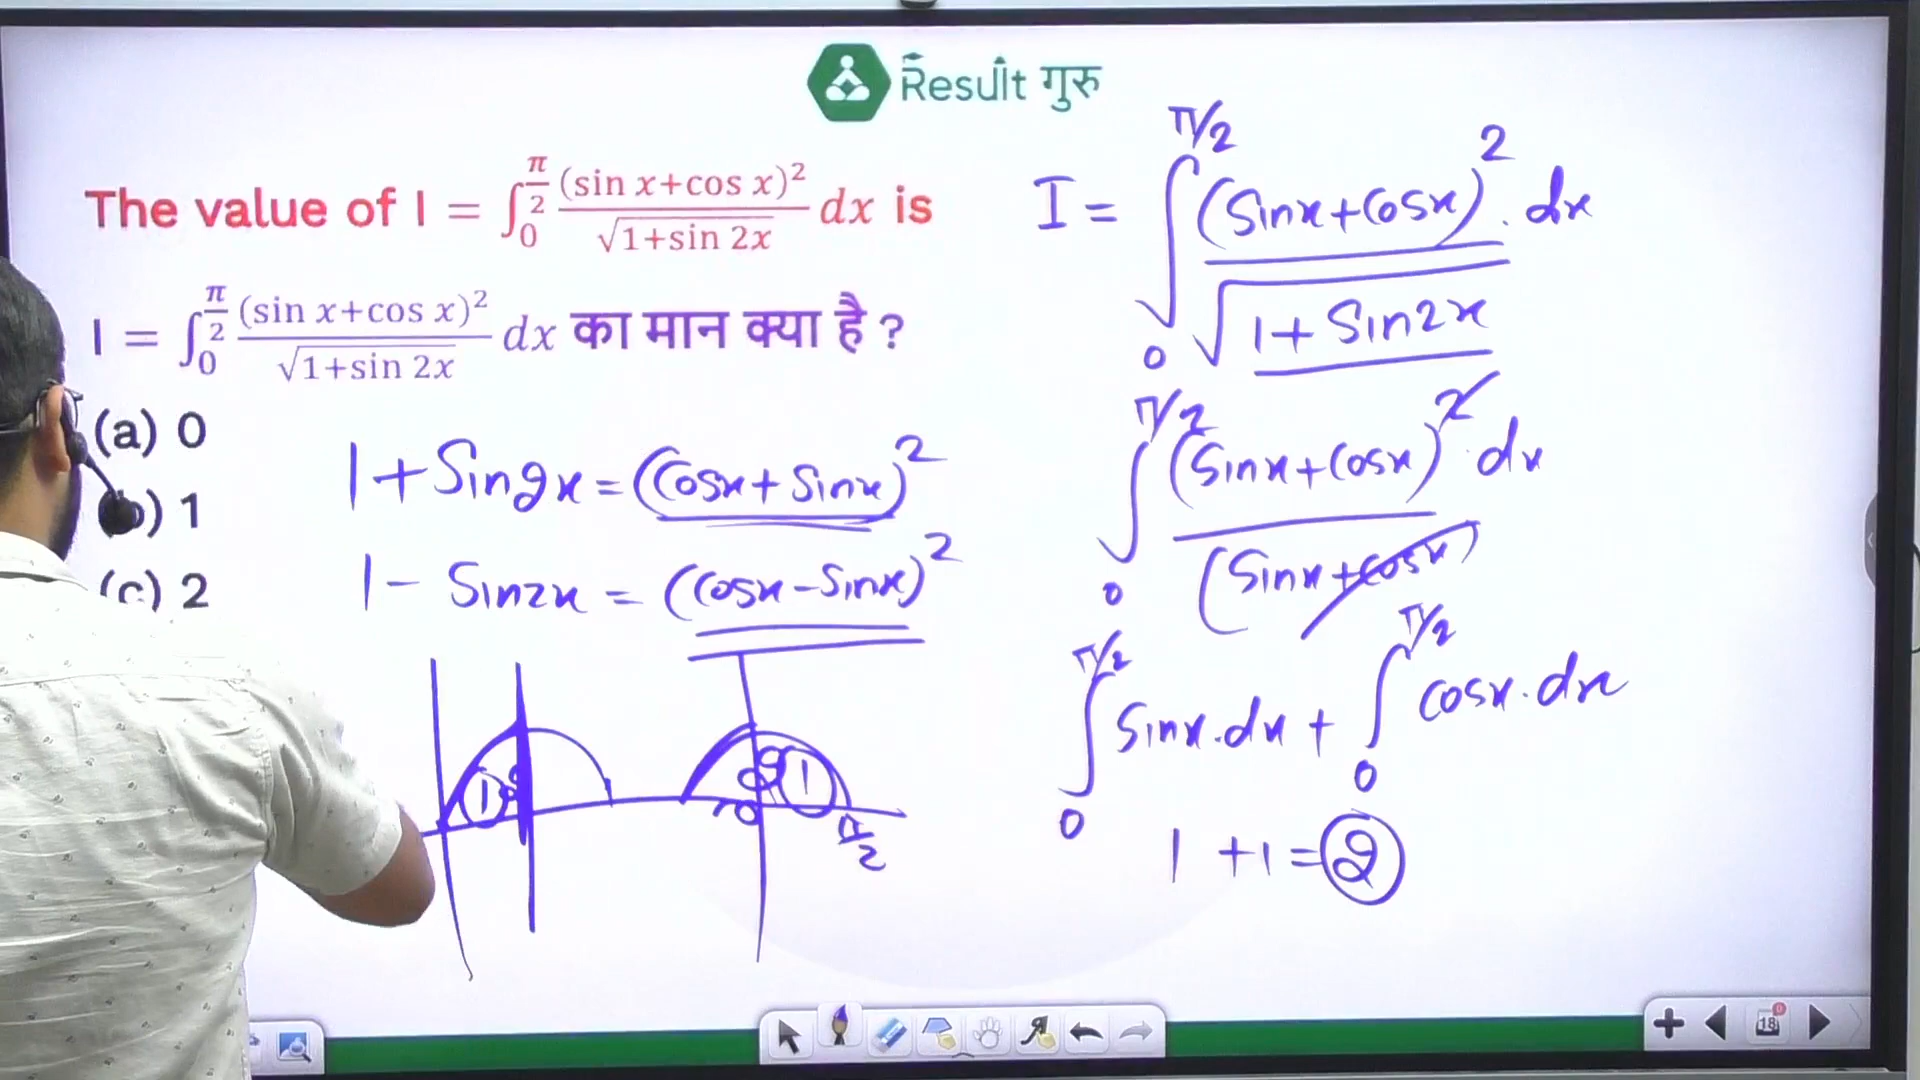 Result गुरु
The value of I = ∫₀^{π/2} (sin x+cos x)² / √(1+sin 2x) dx is
I = ∫₀^{π/2} (sin x+cos x)² / √(1+sin 2x) dx का मान क्या है ?
(a) 0
) 1
(c) 2
1 + Sin2x = (Cosx + Sinx)²
1 - Sin2x = (Cosx - Sinx)²
1
1
π/2
I = ∫₀^{π/2} (Sinx + Cosx)² . dx / √(1 + Sin2x)
∫₀^{π/2} (Sinx + Cosx)² . dx / (Sinx + Cosx)
∫₀^{π/2} Sinx . dx + ∫₀^{π/2} Cosx . dx
1 + 1 = 2
18